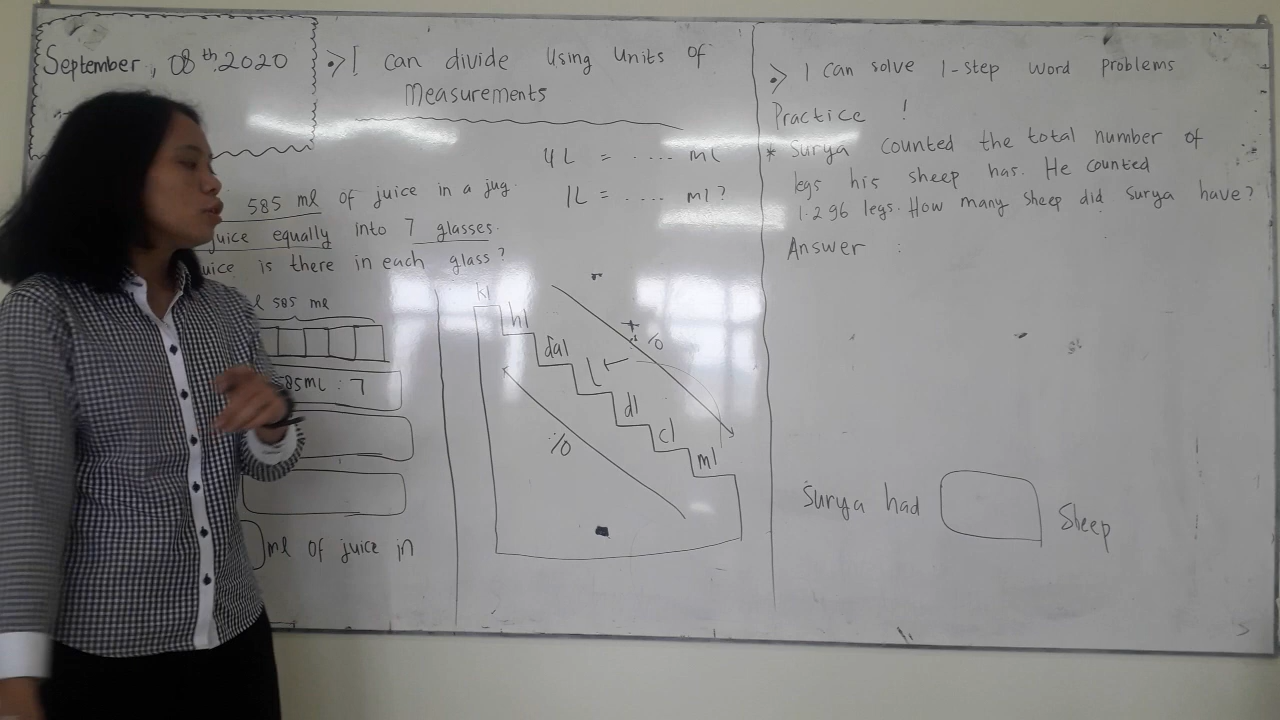 September, 08th 2020
:> I can divide Using Units of
Measurements
4L = .... ml
1L = .... ml?
585 ml of juice in a jug.
juice equally into 7 glasses.
juice is there in each glass?
585 ml
585ml : 7
ml of juice in
kl
hl
dal
L
dl
cl
ml
:> I can solve 1-step word problems
Practice !
* Surya counted the total number of
legs his sheep has. He counted
1.296 legs. How many sheep did Surya have?
Answer :
Surya had
Sheep